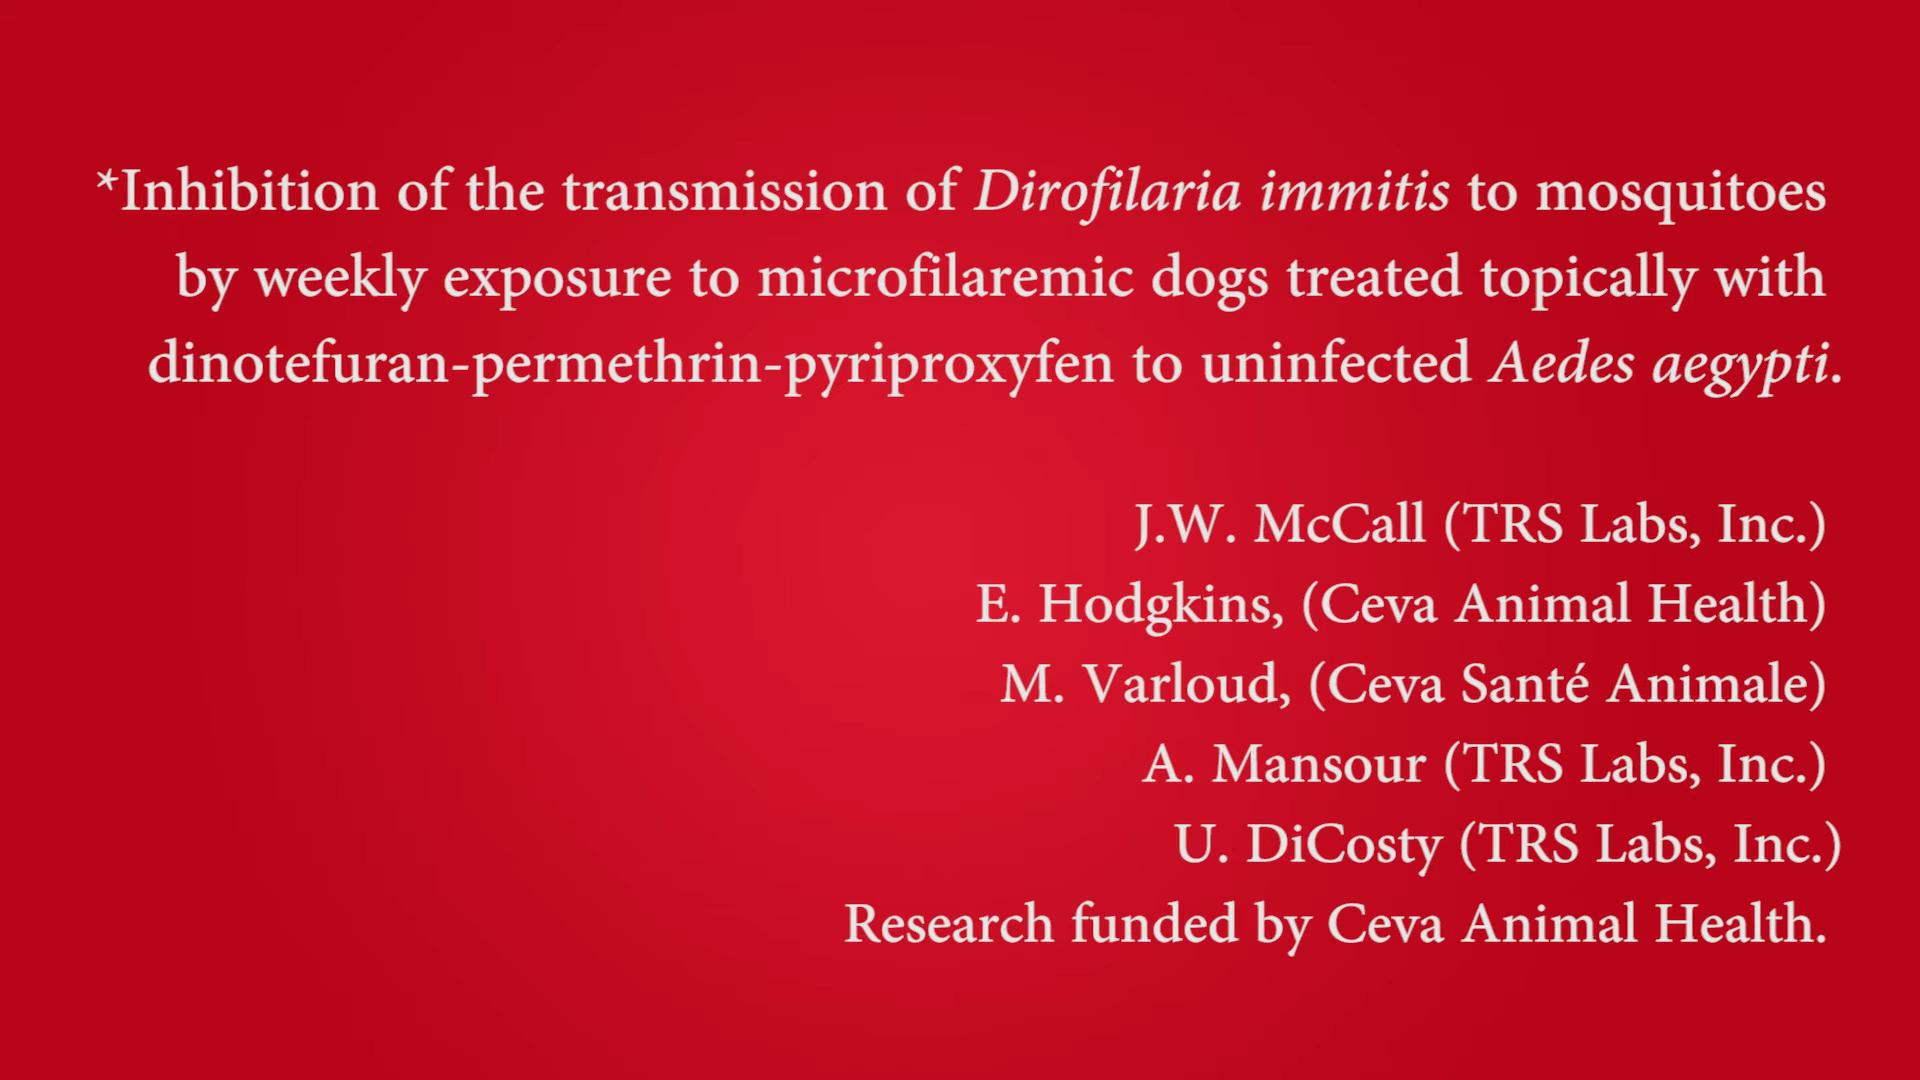 *Inhibition of the transmission of Dirofilaria immitis to mosquitoes
by weekly exposure to microfilaremic dogs treated topically with
dinotefuran-permethrin-pyriproxyfen to uninfected Aedes aegypti.
J.W. McCall (TRS Labs, Inc.)
E. Hodgkins, (Ceva Animal Health)
M. Varloud, (Ceva Santé Animale)
A. Mansour (TRS Labs, Inc.)
U. DiCosty (TRS Labs, Inc.)
Research funded by Ceva Animal Health.